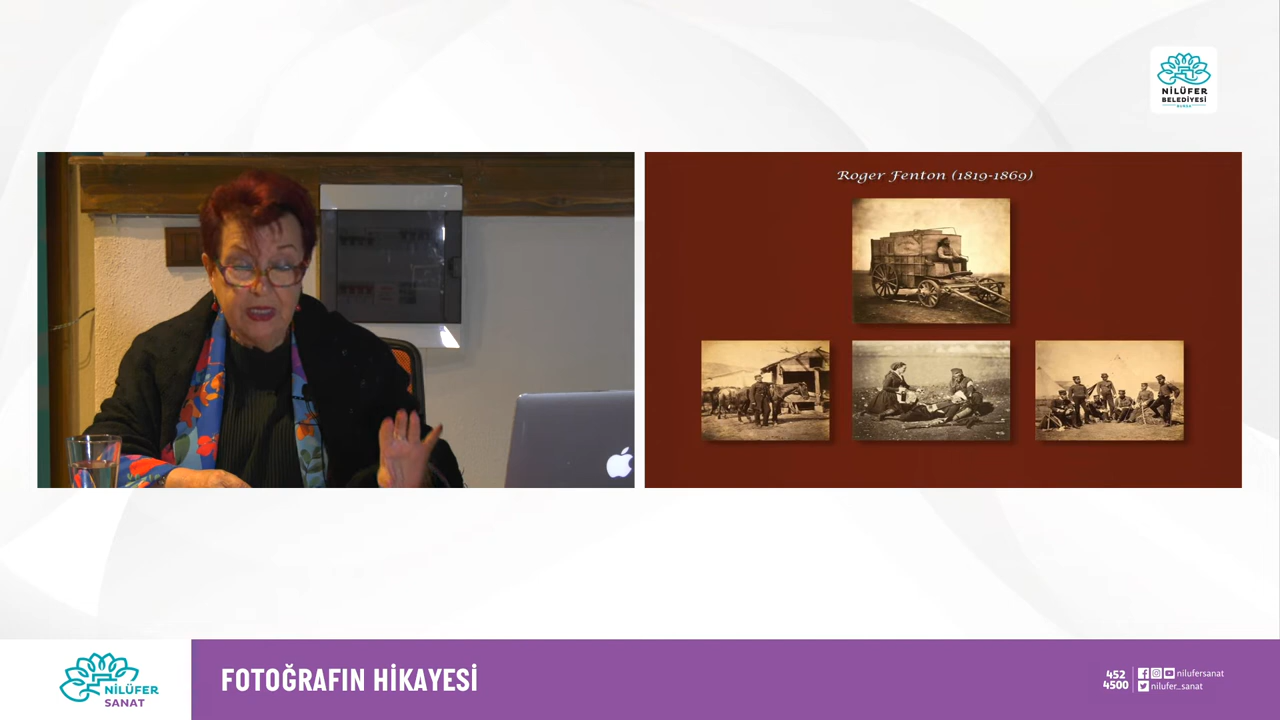 NİLÜFER
BELEDİYESİ
BURSA
Roger Fenton (1819-1869)
NİLÜFER
SANAT
FOTOĞRAFIN HİKAYESİ
452
4500
nilufersanat
nilufer_sanat